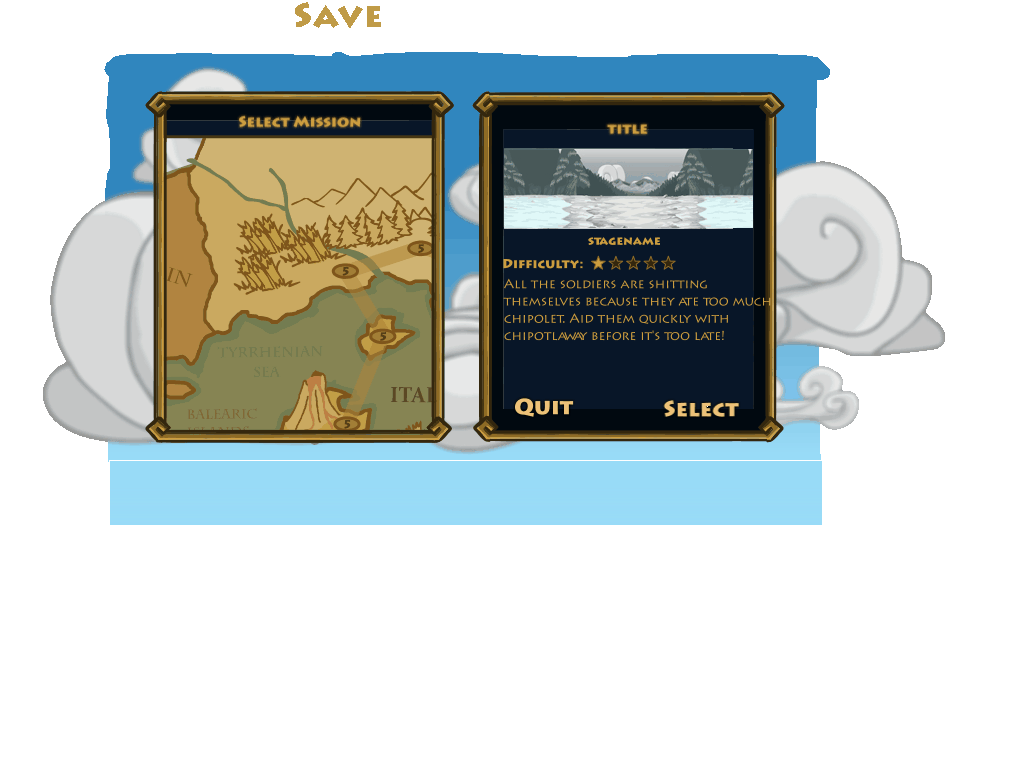 SAVE
SELECT MISSION
IN
5
5
5
TYRRHENIAN
SEA
BALEARIC
ISLANDS
ITAL
5
TITLE
STAGENAME
DIFFICULTY:
ALL THE SOLDIERS ARE SHITTING
THEMSELVES BECAUSE THEY ATE TOO MUCH
CHIPOLET. AID THEM QUICKLY WITH
CHIPOTLAWAY BEFORE IT'S TOO LATE!
QUIT
SELECT